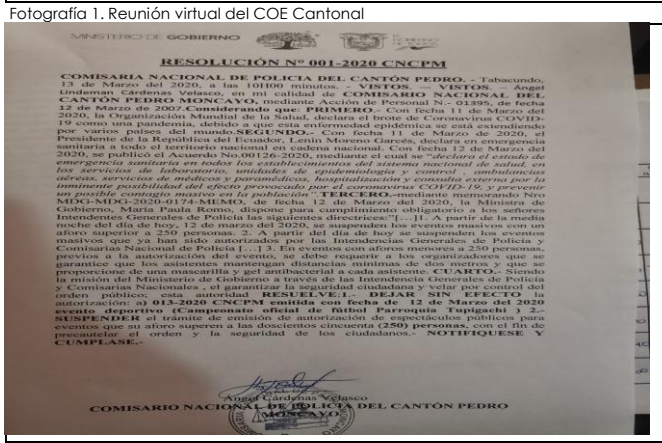 Fotografía 1. Reunión virtual del COE Cantonal
MINISTERIO DE GOBIERNO
RESOLUCIÓN Nº 001-2020 CNCPM
COMISARIA NACIONAL DE POLICIA DEL CANTÓN PEDRO. - Tabacundo,
13 de Marzo del 2020, a las 10H00 minutos. - VISTOS. – VISTOS. – Ángel
Lindeman Cárdenas Velasco, en mi calidad de COMISARIO NACIONAL DEL
CANTÓN PEDRO MONCAYO, mediante Acción de Personal N.- 01395, de fecha
12 de Marzo de 2007.Considerando que: PRIMERO.- Con fecha 11 de Marzo del
2020, la Organización Mundial de la Salud, declara el brote de Coronavirus COVID-
19 como una pandemia, debido a que esta enfermedad epidémica se está extendiendo
por varios países del mundo.SEGUNDO.- Con fecha 11 de Marzo de 2020, el
Presidente de la República del Ecuador, Lenin Moreno Garcés, declara en emergencia
sanitaria a todo el territorio nacional en cadena nacional. Con fecha 12 de Marzo del
2020, se publicó el Acuerdo No.00126-2020, mediante el cual se "declara el estado de
emergencia sanitaria en todos los establecimientos del sistema nacional de salud, en
los servicios de laboratorio, unidades de epidemiología y control , ambulancias
aéreas, servicios de médicos y paramédicos, hospitalización y consulta externa por la
inminente posibilidad del efecto provocado por el coronavirus COVID-19, y prevenir
un posible contagio masivo en la población".TERCERO.-mediante memorando Nro
MDG-MDG-2020-0174-MEMO, de fecha 12 de Marzo del 2020, la Ministra de
Gobierno, María Paula Romo, dispone para cumplimiento obligatorio a los señores
Intendentes Generales de Policía las siguientes directrices:"[...]1. A partir de la media
noche del día de hoy, 12 de marzo del 2020, se suspenden los eventos masivos con un
aforo superior a 250 personas. 2. A partir del día de hoy se suspenden los eventos
masivos que ya han sido autorizados por las Intendencias Generales de Policía y
Comisarías Nacional de Policía [...] 3. En eventos con aforos menores a 250 personas,
previos a la autorización del evento, se debe requerir a los organizadores que se
garantice que los asistentes mantengan distancias mínimas de dos metros y que se
proporcione de una mascarilla y gel antibacterial a cada asistente. CUARTO.- Siendo
la misión del Ministerio de Gobierno a través de las Intendencia Generales de Policía
y Comisarias Nacionales , el garantizar la seguridad ciudadana y velar por control del
orden público; esta autoridad RESUELVE:1.- DEJAR SIN EFECTO la
autorización: a) 013-2020 CNCPM emitida con fecha de 12 de Marzo del 2020
evento deportivo (Campeonato oficial de fútbol Parroquia Tupigachi ) 2.-
SUSPENDER el trámite de emisión de autorización de espectáculos públicos para
eventos que su aforo superen a las doscientos cincuenta (250) personas, con el fin de
precautelar el orden y la seguridad de los ciudadanos.- NOTIFIQUESE Y
CUMPLASE.-
Ángel Cárdenas Velasco
COMISARIO NACIONAL DE POLICIA DEL CANTÓN PEDRO
MONCAYO